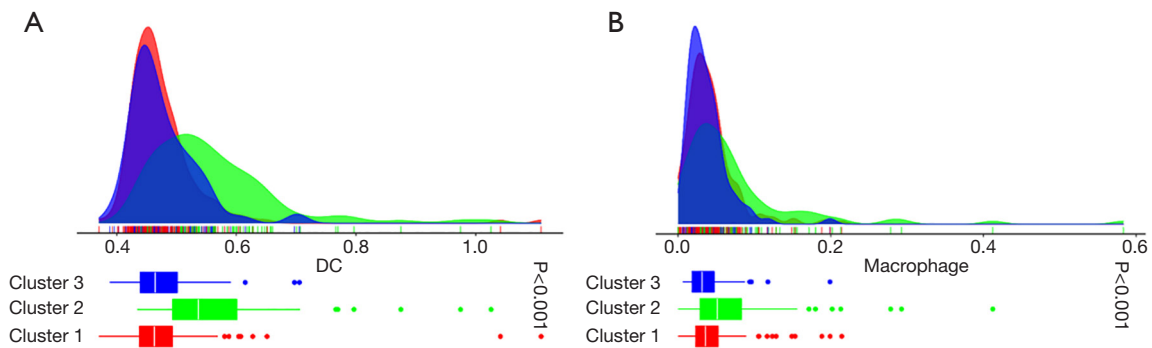 A
0.4 0.6 0.8 1.0
DC
Cluster 3
Cluster 2
Cluster 1
P<0.001
B
0.0 0.2 0.4 0.6
Macrophage
Cluster 3
Cluster 2
Cluster 1
P<0.001